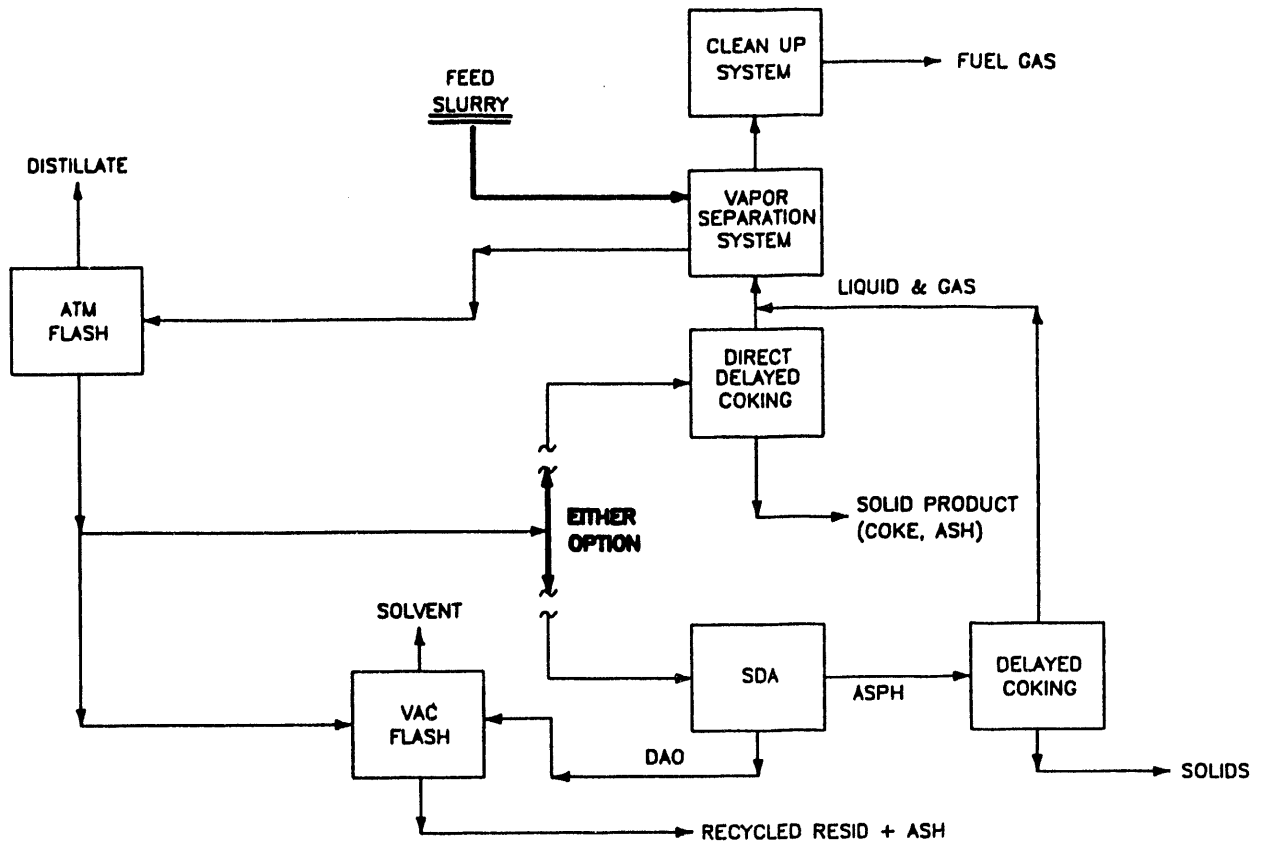 CLEAN UP
SYSTEM
FUEL GAS
FEED
SLURRY
DISTILLATE
VAPOR
SEPARATION
SYSTEM
LIQUID & GAS
ATM
FLASH
DIRECT
DELAYED
COKING
SOLID PRODUCT
(COKE, ASH)
EITHER
OPTION
SOLVENT
VAC
FLASH
SDA
ASPH
DELAYED
COKING
DAO
SOLIDS
RECYCLED RESID + ASH